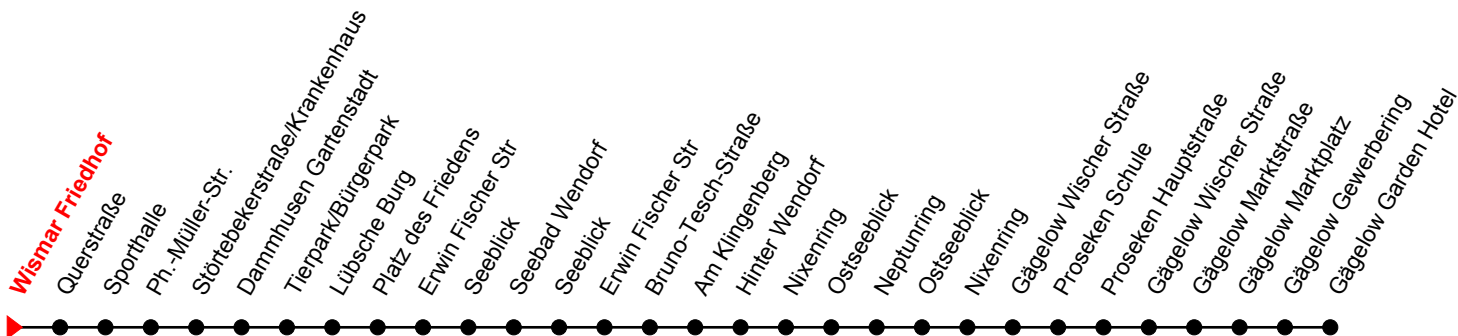 Wismar Friedhof
Querstraße
Sporthalle
Ph.-Müller-Str.
Störtebekerstraße/Krankenhaus
Dammhusen Gartenstadt
Tierpark/Bürgerpark
Lübsche Burg
Platz des Friedens
Erwin Fischer Str
Seeblick
Seebad Wendorf
Seeblick
Erwin Fischer Str
Bruno-Tesch-Straße
Am Klingenberg
Hinter Wendorf
Nixenring
Ostseeblick
Neptunring
Ostseeblick
Nixenring
Gägelow Wischer Straße
Proseken Schule
Proseken Hauptstraße
Gägelow Wischer Straße
Gägelow Marktstraße
Gägelow Marktplatz
Gägelow Gewerbering
Gägelow Garden Hotel